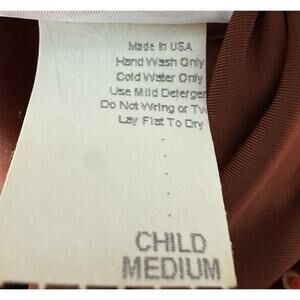 Made In USA
Hand Wash Only
Cold Water Only
Use Mild Deterger
Do Not Wring or Tw
Lay Flat To Dry
CHILD
MEDIUM